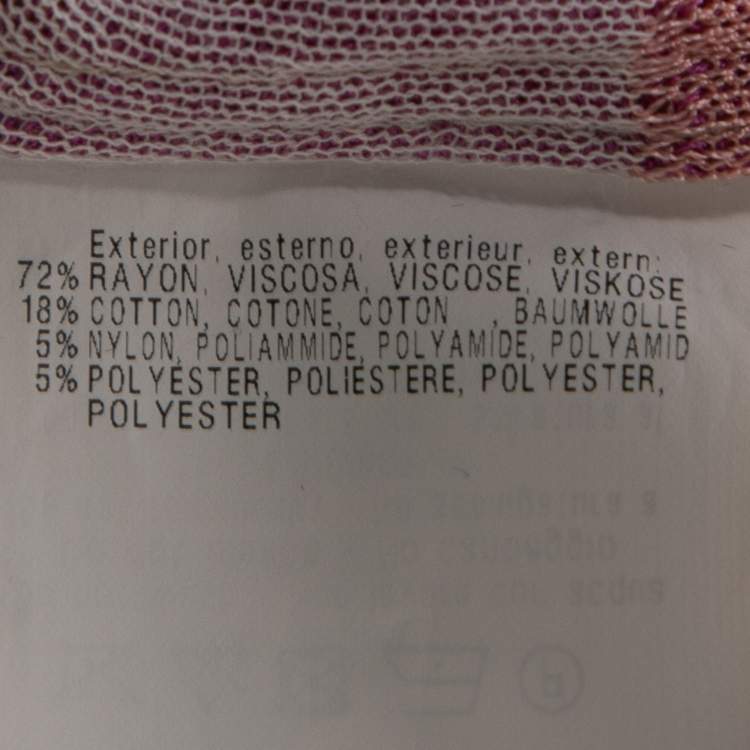 Exterior, esterno, exterieur, extern:
72% RAYON, VISCOSA, VISCOSE, VISKOSE
18% COTTON, COTONE, COTON , BAUMWOLLE
5% NYLON, POLIAMMIDE, POLYAMIDE, POLYAMID
5% POLYESTER, POLIESTERE, POLYESTER,
POLYESTER